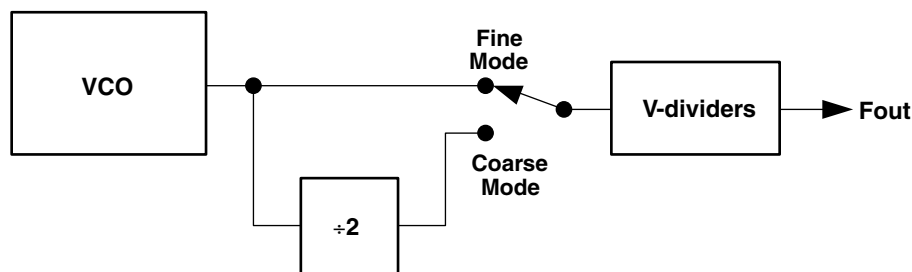 VCO
Fine
Mode
V-dividers
Fout
Coarse
Mode
÷2